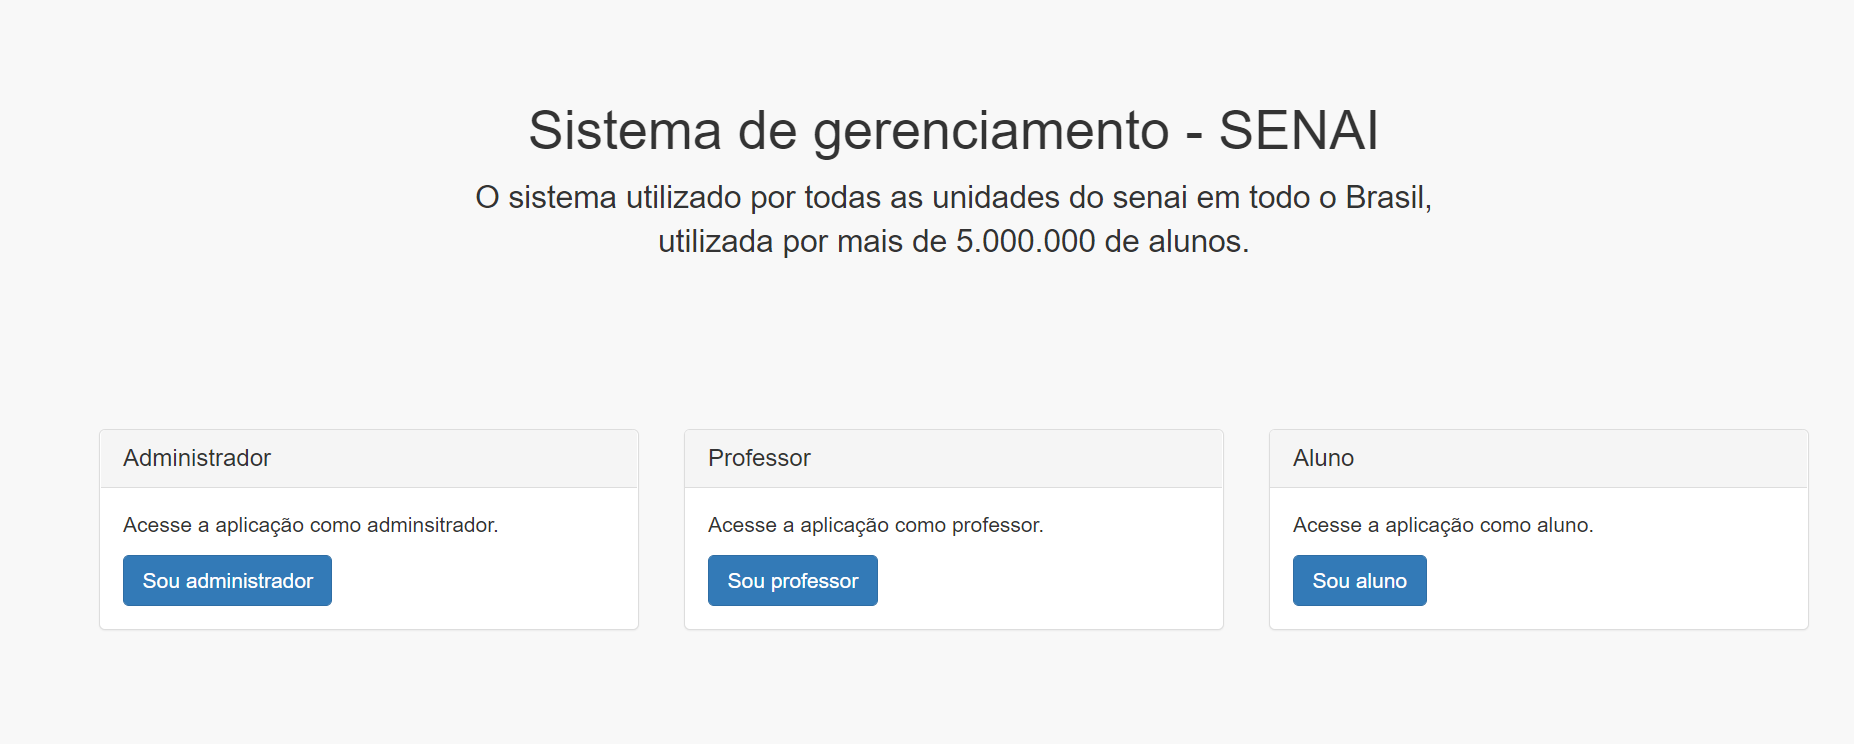 Sistema de gerenciamento - SENAI
O sistema utilizado por todas as unidades do senai em todo o Brasil,
utilizada por mais de 5.000.000 de alunos.
Administrador
Acesse a aplicação como adminsitrador.
Sou administrador
Professor
Acesse a aplicação como professor.
Sou professor
Aluno
Acesse a aplicação como aluno.
Sou aluno